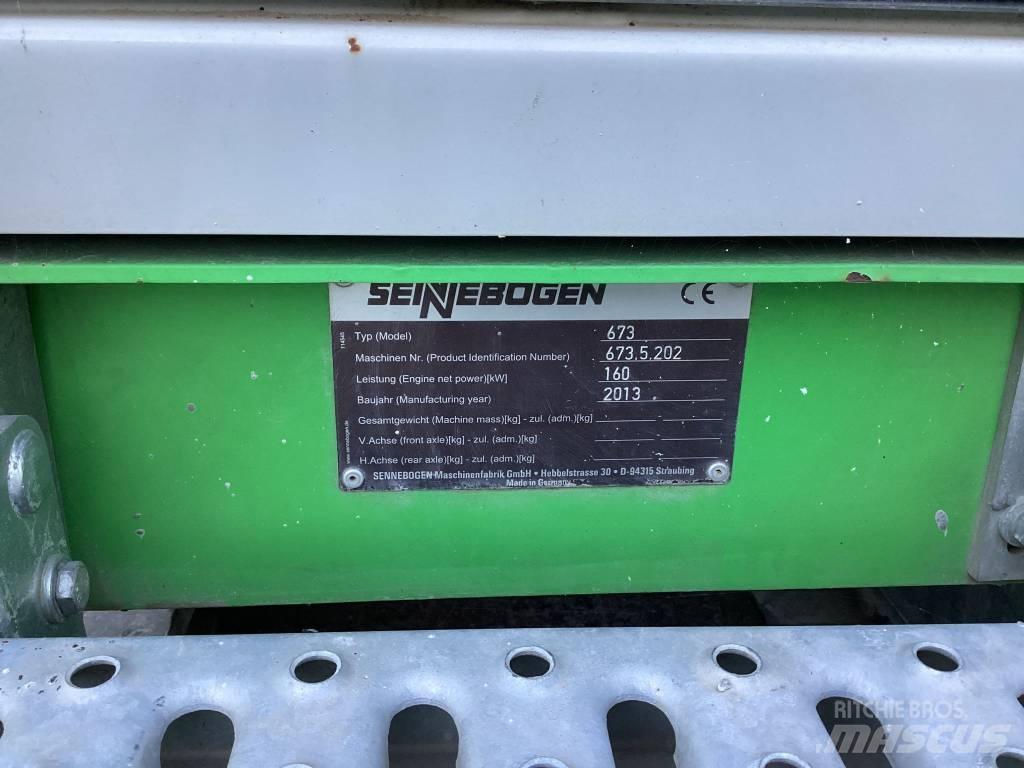 SENNEBOGEN CE
Typ (Model) 673
Maschinen Nr. (Product Identification Number) 673.5.202
Leistung (Engine net power)[kW] 160
Baujahr (Manufacturing year) 2013
Gesamtgewicht (Machine mass)[kg] - zul. (adm.)[kg]
V.Achse (front axle)[kg] - zul. (adm.)[kg]
H.Achse (rear axle)[kg] - zul. (adm.)[kg]
SENNEBOGEN Maschinenfabrik GmbH • Hebbelstrasse 30 • D-94315 Straubing
Made in Germany
www.sennebogen.de
RITCHIE BROS.
MASCUS